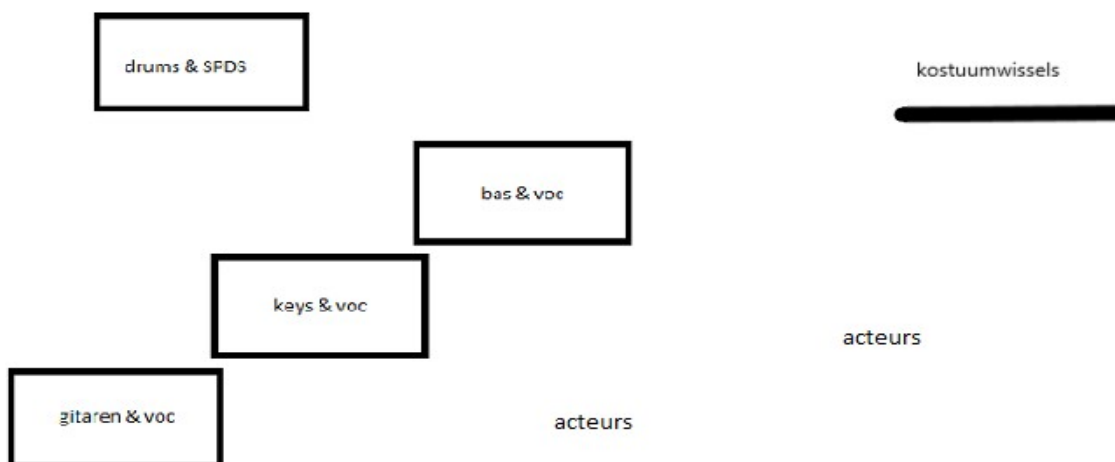 drums & SPDS
kostuumwissels
bas & voc
keys & voc
acteurs
gitaren & voc
acteurs